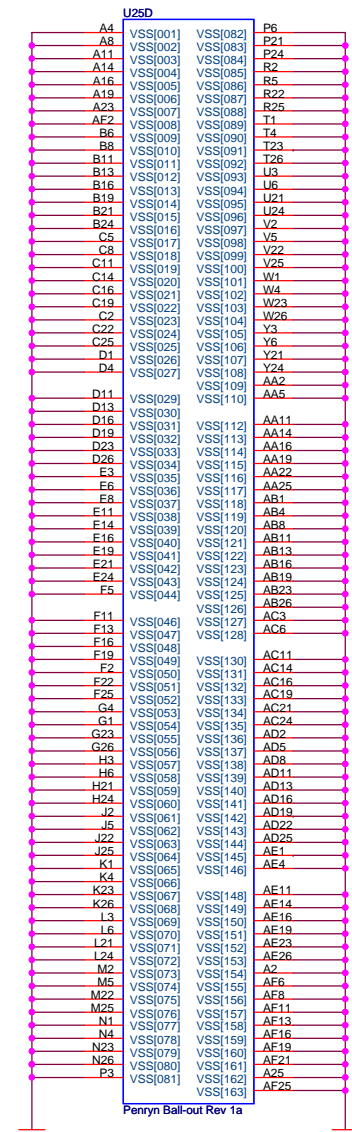 U25D
A4 VSS[001] VSS[082] P6
A8 VSS[002] VSS[083] P21
A11 VSS[003] VSS[084] P24
A14 VSS[004] VSS[085] R2
A16 VSS[005] VSS[086] R5
A19 VSS[006] VSS[087] R22
A23 VSS[007] VSS[088] R25
AF2 VSS[008] VSS[089] T1
B6 VSS[009] VSS[090] T4
B8 VSS[010] VSS[091] T23
B11 VSS[011] VSS[092] T26
B13 VSS[012] VSS[093] U3
B16 VSS[013] VSS[094] U6
B19 VSS[014] VSS[095] U21
B21 VSS[015] VSS[096] U24
B24 VSS[016] VSS[097] V2
C5 VSS[017] VSS[098] V5
C8 VSS[018] VSS[099] V22
C11 VSS[019] VSS[100] V25
C14 VSS[020] VSS[101] W1
C16 VSS[021] VSS[102] W4
C19 VSS[022] VSS[103] W23
C2 VSS[023] VSS[104] W26
C22 VSS[024] VSS[105] Y3
C25 VSS[025] VSS[106] Y6
D1 VSS[026] VSS[107] Y21
D4 VSS[027] VSS[108] Y24
VSS[109] AA2
D11 VSS[029] VSS[110] AA5
D13 VSS[030]
D16 VSS[031] VSS[112] AA11
D19 VSS[032] VSS[113] AA14
D23 VSS[033] VSS[114] AA16
D26 VSS[034] VSS[115] AA19
E3 VSS[035] VSS[116] AA22
E6 VSS[036] VSS[117] AA25
E8 VSS[037] VSS[118] AB1
E11 VSS[038] VSS[119] AB4
E14 VSS[039] VSS[120] AB8
E16 VSS[040] VSS[121] AB11
E19 VSS[041] VSS[122] AB13
E21 VSS[042] VSS[123] AB16
E24 VSS[043] VSS[124] AB19
F5 VSS[044] VSS[125] AB23
VSS[126] AB26
F11 VSS[046] VSS[127] AC3
F13 VSS[047] VSS[128] AC6
F16 VSS[048]
F19 VSS[049] VSS[130] AC11
F2 VSS[050] VSS[131] AC14
F22 VSS[051] VSS[132] AC16
F25 VSS[052] VSS[133] AC19
G4 VSS[053] VSS[134] AC21
G1 VSS[054] VSS[135] AC24
G23 VSS[055] VSS[136] AD2
G26 VSS[056] VSS[137] AD5
H3 VSS[057] VSS[138] AD8
H6 VSS[058] VSS[139] AD11
H21 VSS[059] VSS[140] AD13
H24 VSS[060] VSS[141] AD16
J2 VSS[061] VSS[142] AD19
J5 VSS[062] VSS[143] AD22
J22 VSS[063] VSS[144] AD25
J25 VSS[064] VSS[145] AE1
K1 VSS[065] VSS[146] AE4
K4 VSS[066]
K23 VSS[067] VSS[148] AE11
K26 VSS[068] VSS[149] AE14
L3 VSS[069] VSS[150] AE16
L6 VSS[070] VSS[151] AE19
L21 VSS[071] VSS[152] AE23
L24 VSS[072] VSS[153] AE26
M2 VSS[073] VSS[154] A2
M5 VSS[074] VSS[155] AF6
M22 VSS[075] VSS[156] AF8
M25 VSS[076] VSS[157] AF11
N1 VSS[077] VSS[158] AF13
N4 VSS[078] VSS[159] AF16
N23 VSS[079] VSS[160] AF19
N26 VSS[080] VSS[161] AF21
P3 VSS[081] VSS[162] A25
VSS[163] AF25
Penryn Ball-out Rev 1a